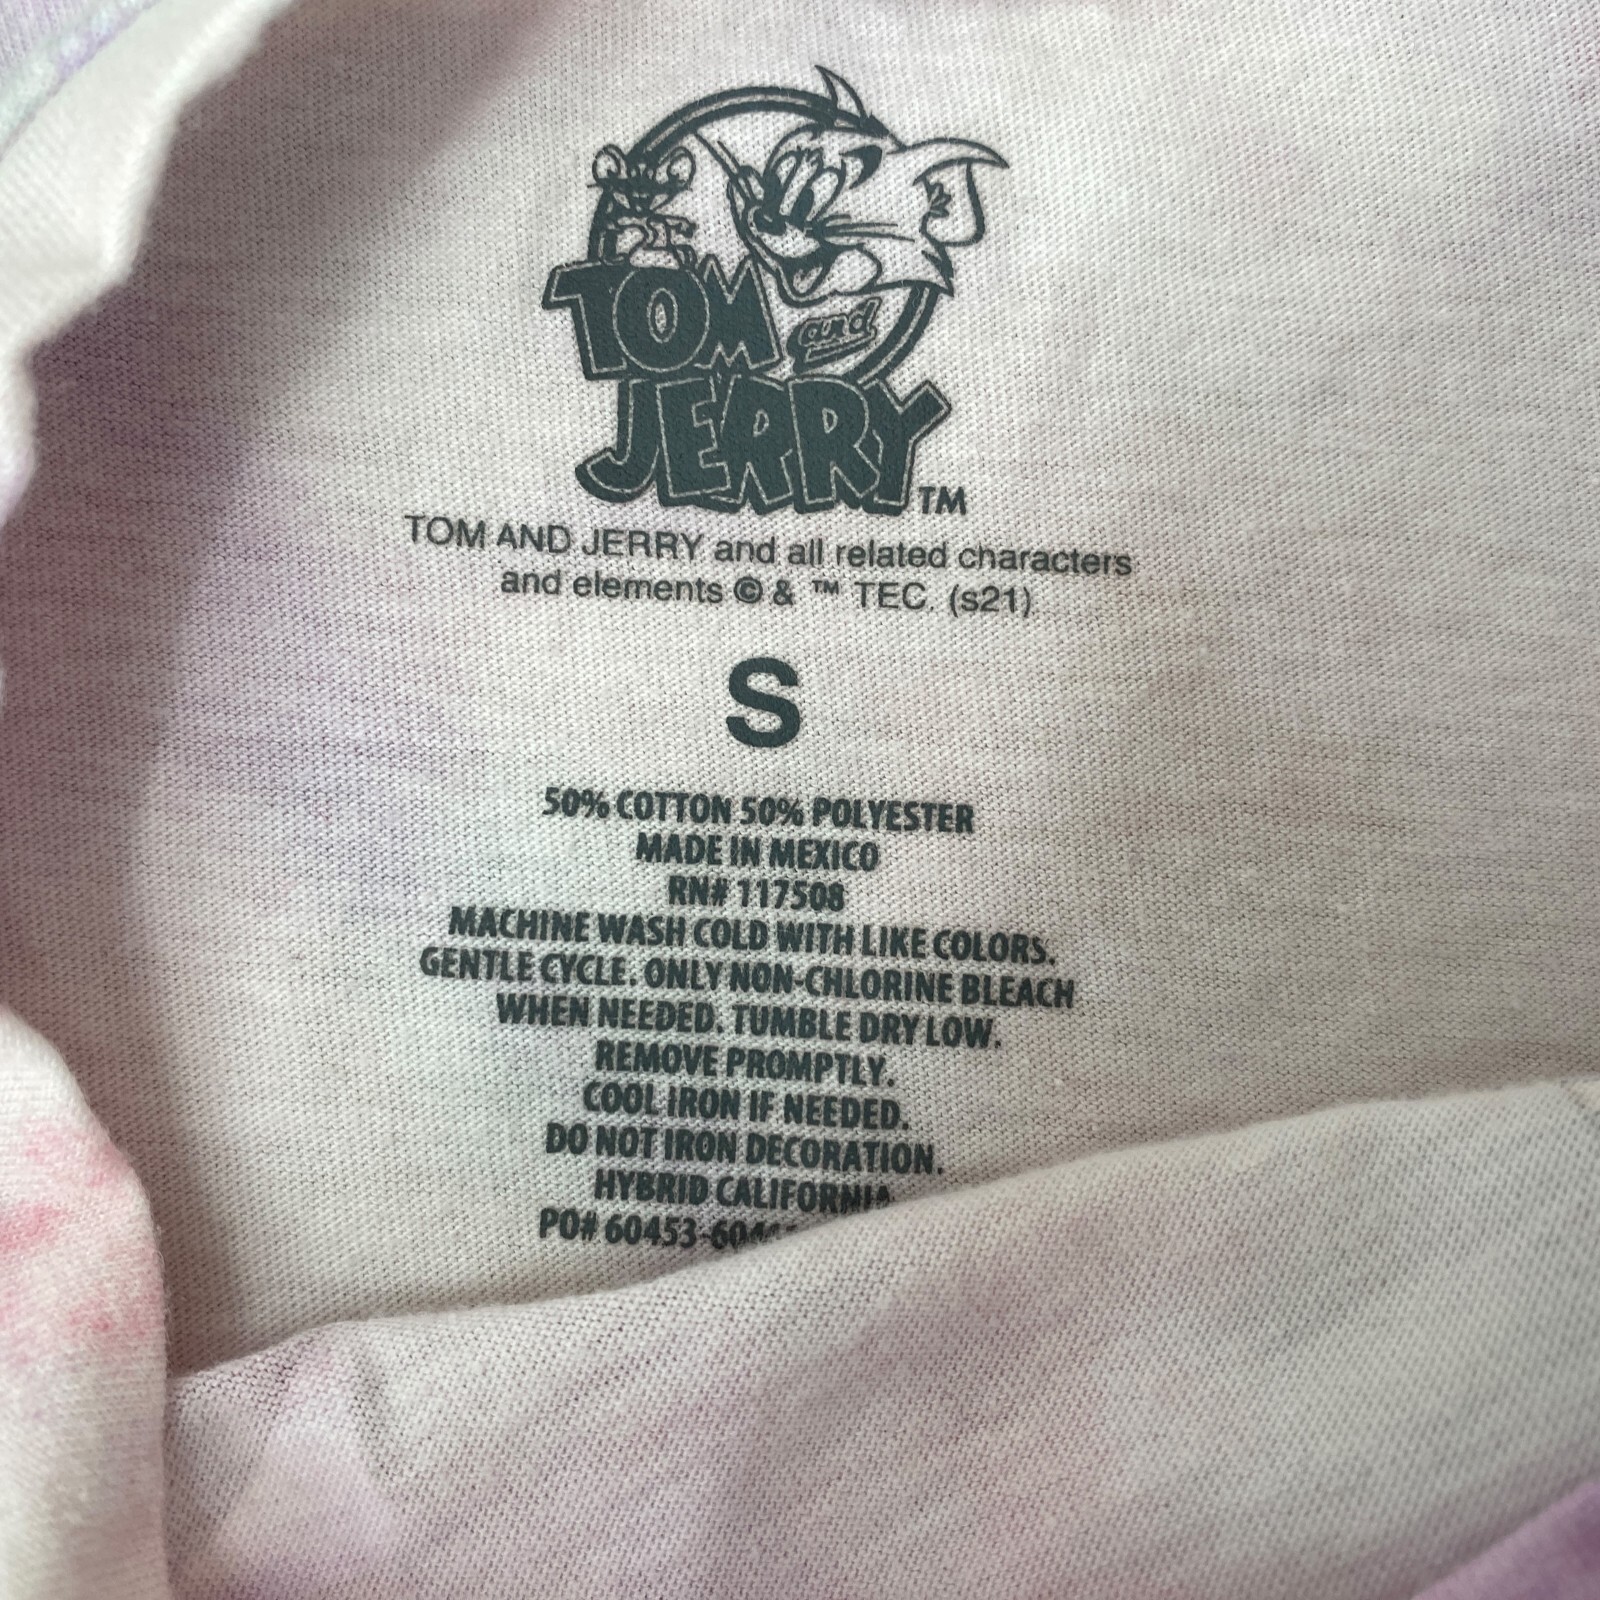 TOM and
JERRY TM
TOM AND JERRY and all related characters
and elements © & ™ TEC. (s21)
S
50% COTTON 50% POLYESTER
MADE IN MEXICO
RN# 117508
MACHINE WASH COLD WITH LIKE COLORS.
GENTLE CYCLE. ONLY NON-CHLORINE BLEACH
WHEN NEEDED. TUMBLE DRY LOW.
REMOVE PROMPTLY.
COOL IRON IF NEEDED.
DO NOT IRON DECORATION.
HYBRID CALIFORNIA
PO# 60453